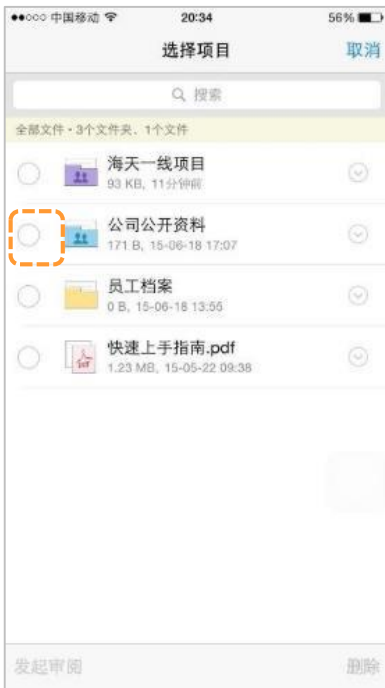 中国移动 20:34 56%
选择项目 取消
搜索
全部文件·3个文件夹、1个文件
海天一线项目
93 KB, 11分钟前
公司公开资料
171 B, 15-06-18 17:07
员工档案
0 B, 15-06-18 13:55
快速上手指南.pdf
1.23 MB, 15-05-22 09:38
发起审阅 删除